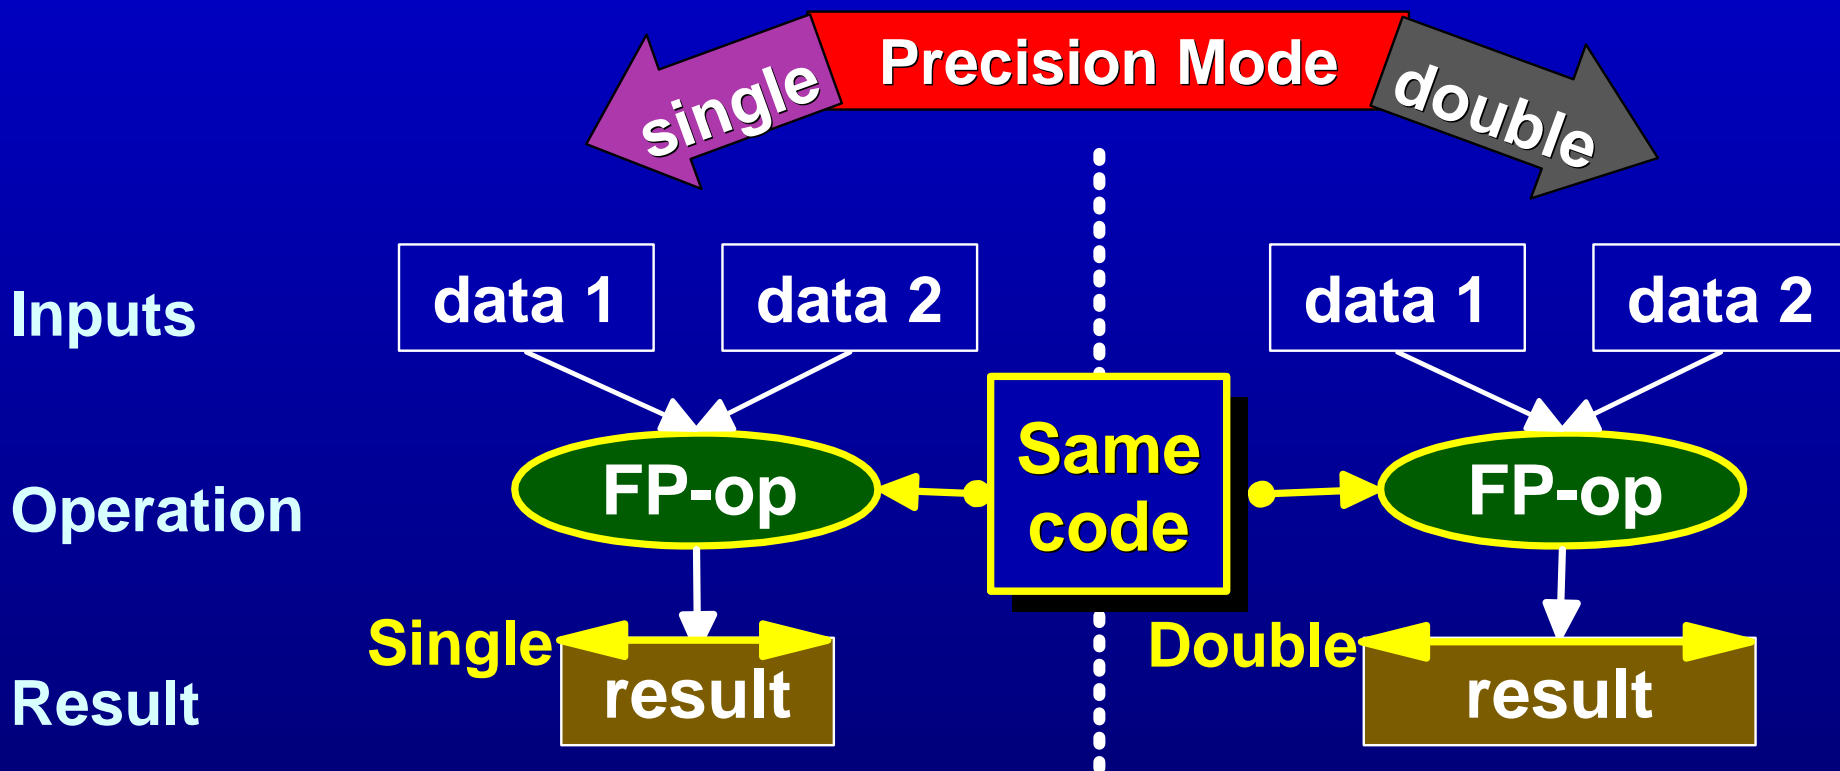 Precision Mode
single
double
Inputs
data 1
data 2
data 1
data 2
Operation
FP-op
Same
code
FP-op
Result
Single
result
Double
result